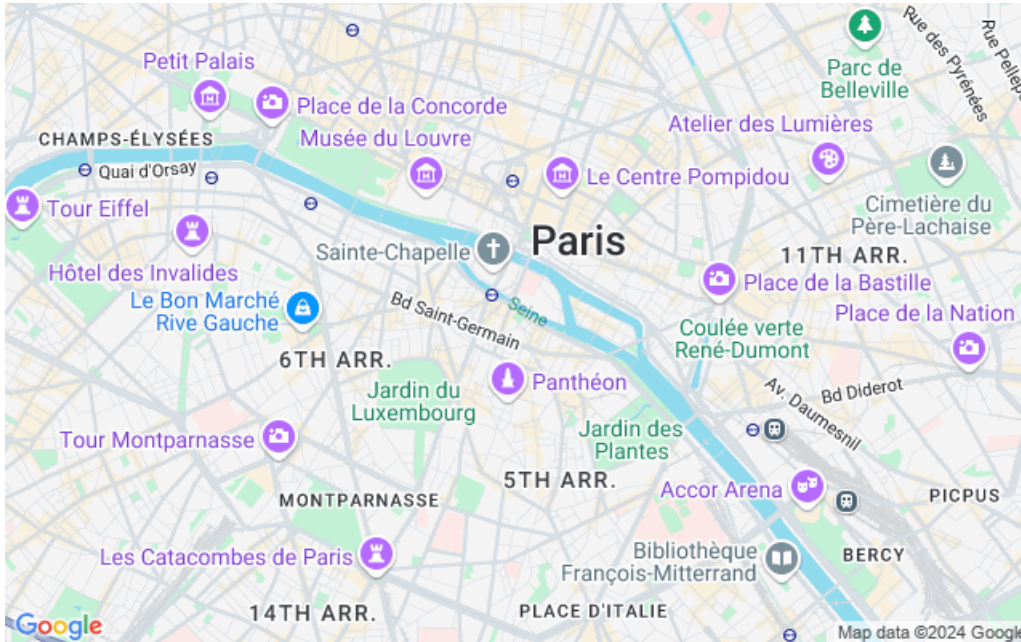 Petit Palais
Place de la Concorde
CHAMPS-ÉLYSÉES
Musée du Louvre
Quai d'Orsay
Tour Eiffel
Hôtel des Invalides
Le Bon Marché
Rive Gauche
Sainte-Chapelle
Paris
Le Centre Pompidou
Atelier des Lumières
Parc de
Belleville
Rue des Pyrénées
Cimetière du
Père-Lachaise
11TH ARR.
Place de la Bastille
Place de la Nation
Coulée verte
René-Dumont
Seine
Bd Saint-Germain
6TH ARR.
Jardin du
Luxembourg
Panthéon
Tour Montparnasse
Jardin des
Plantes
Av. Daumesnil
Bd Diderot
5TH ARR.
Accor Arena
PICPUS
MONTPARNASSE
Les Catacombes de Paris
Bibliothèque
François-Mitterrand
BERCY
14TH ARR.
PLACE D'ITALIE
Google
Map data ©2024 Google